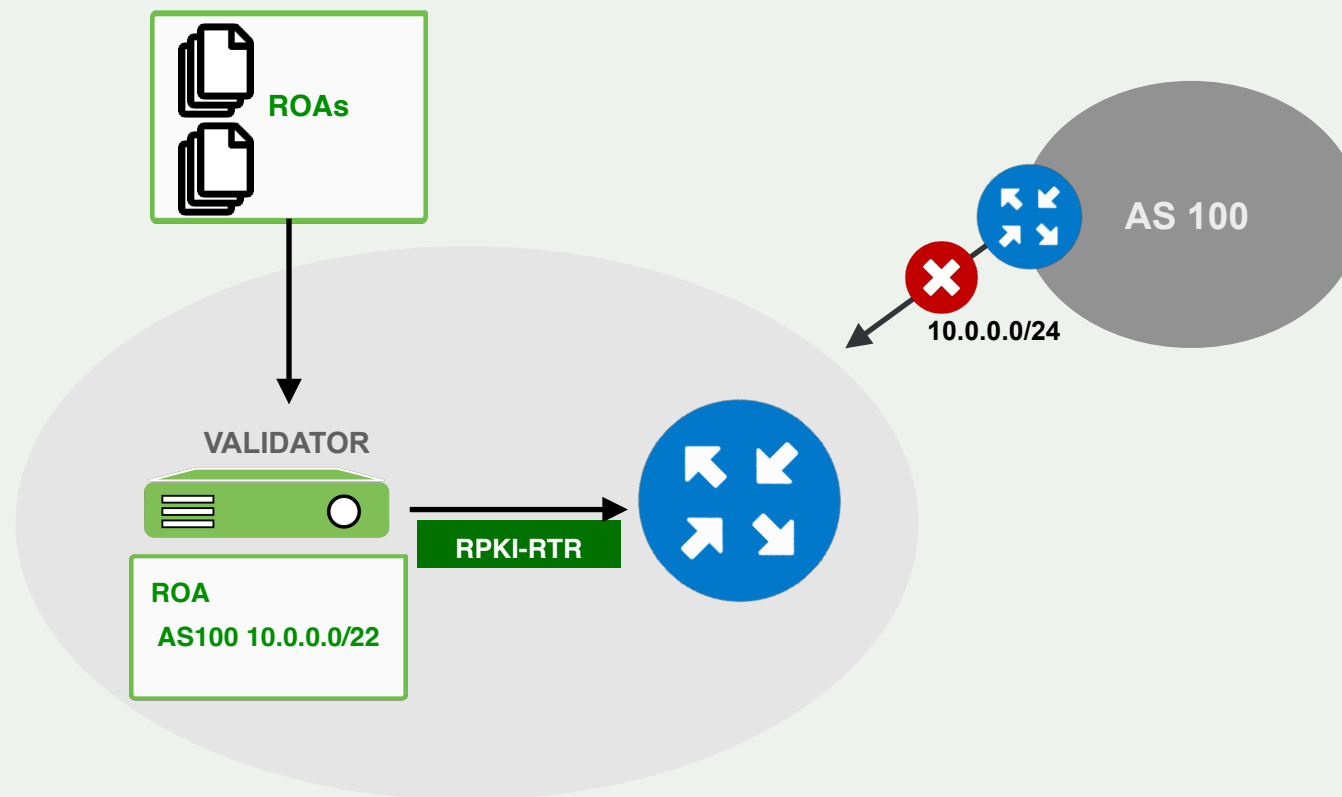 ROAs
AS 100
10.0.0.0/24
VALIDATOR
RPKI-RTR
ROA
AS100 10.0.0.0/22